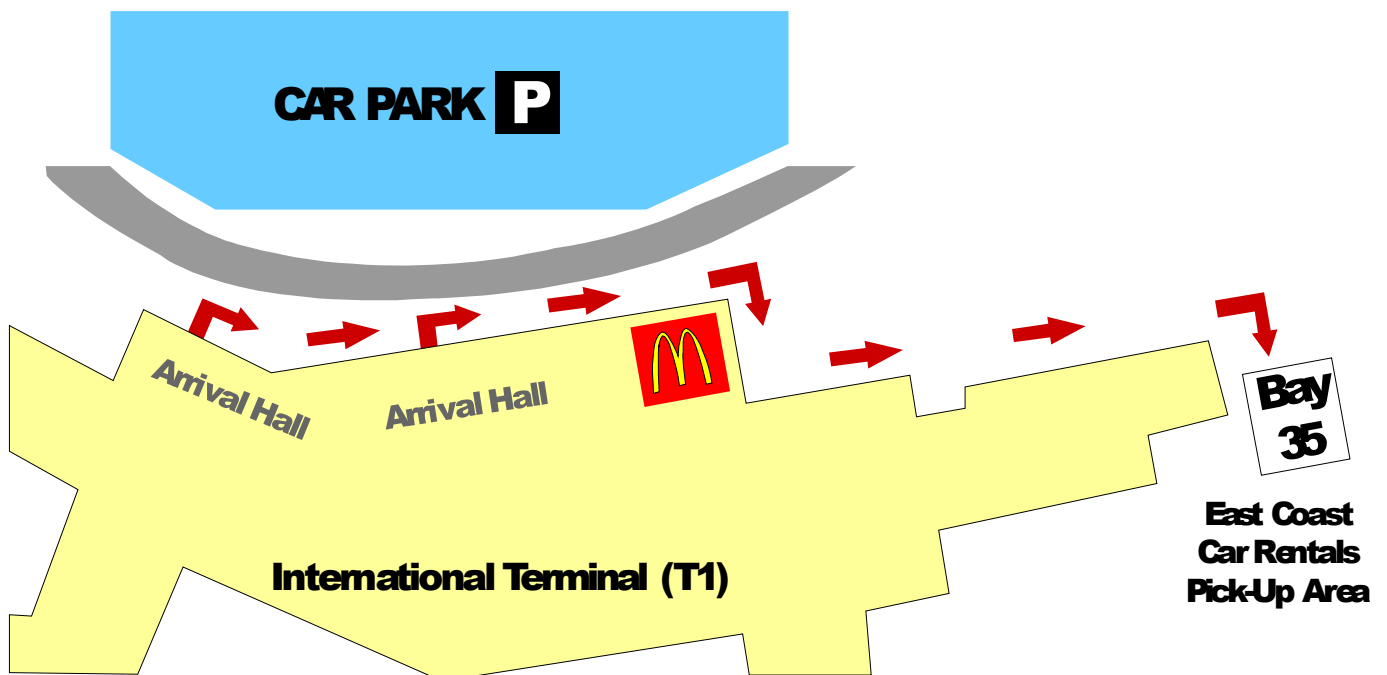 CAR PARK P
Arrival Hall
Arrival Hall
Bay
35
East Coast
Car Rentals
Pick-Up Area
International Terminal (T1)